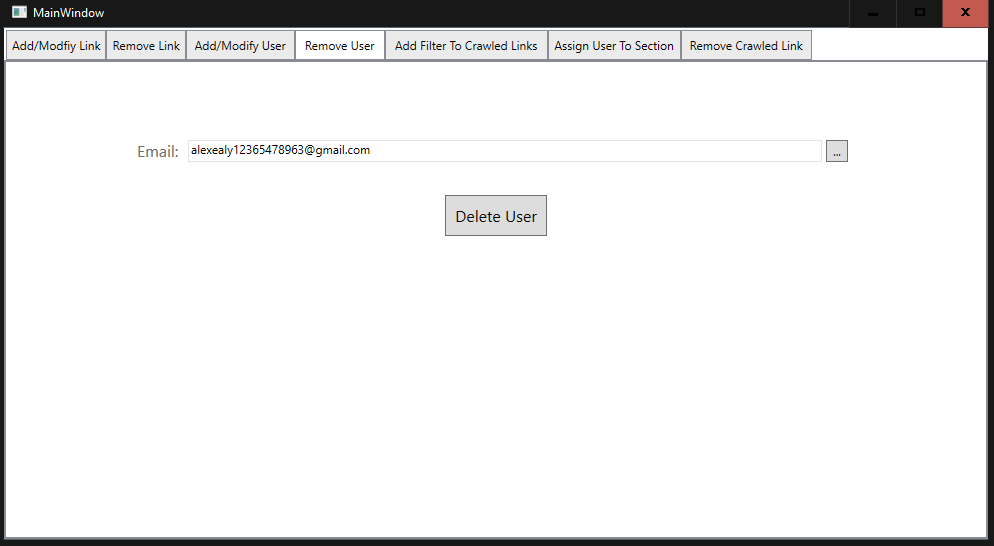 MainWindow
Add/Modfiy Link Remove Link Add/Modify User Remove User Add Filter To Crawled Links Assign User To Section Remove Crawled Link
Email: alexealy12365478963@gmail.com ...
Delete User